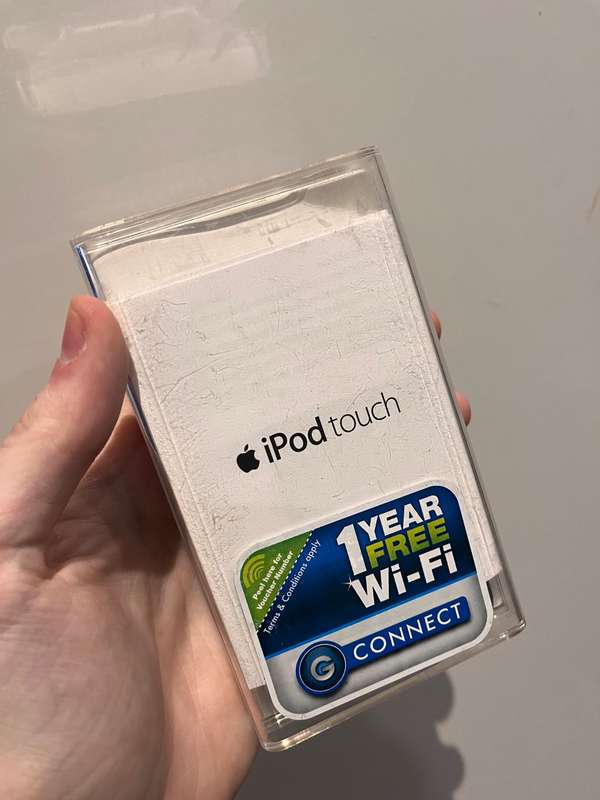 iPod touch
1 YEAR
FREE
Wi-Fi
Peel here for
Voucher Number
Terms & Conditions apply
G CONNECT